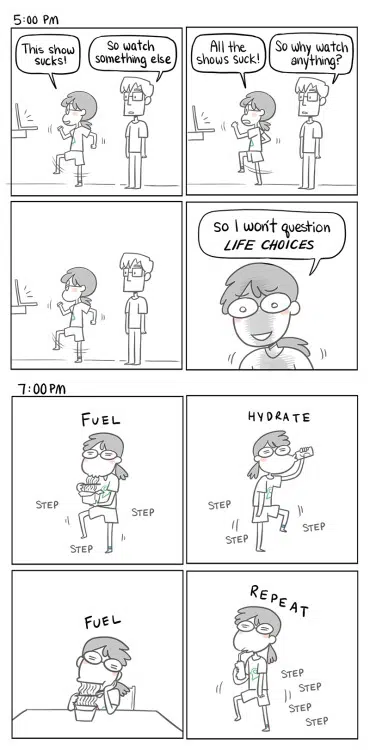 5:00 PM
This show
sucks!
So watch
something else
All the
shows suck!
So why watch
anything?
So I won't question
LIFE CHOICES
7:00 PM
FUEL
STEP
STEP
STEP
HYDRATE
STEP
STEP
STEP
FUEL
REPEAT
STEP
STEP
STEP
STEP